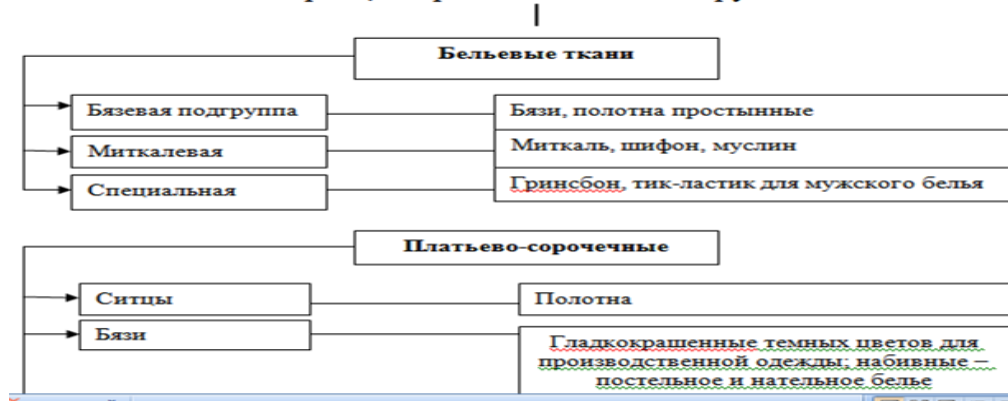 Бельевые ткани
Бязевая подгруппа
Бязи, полотна простынные
Миткалевая
Миткаль, шифон, муслин
Специальная
Гринсбон, тик-ластик для мужского белья
Платьево-сорочечные
Ситцы
Полотна
Бязи
Гладкокрашенные темных цветов для
производственной одежды; набивные –
постельное и нательное белье